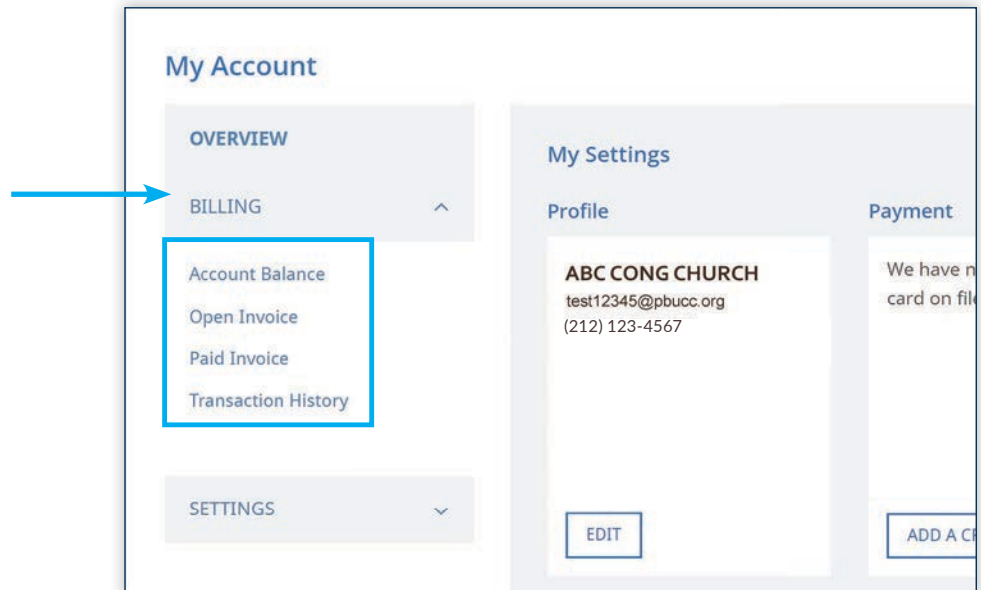 My Account
OVERVIEW
BILLING
Account Balance
Open Invoice
Paid Invoice
Transaction History
SETTINGS
My Settings
Profile
ABC CONG CHURCH
test12345@pbucc.org
(212) 123-4567
EDIT
Payment
We have
card on
ADD A